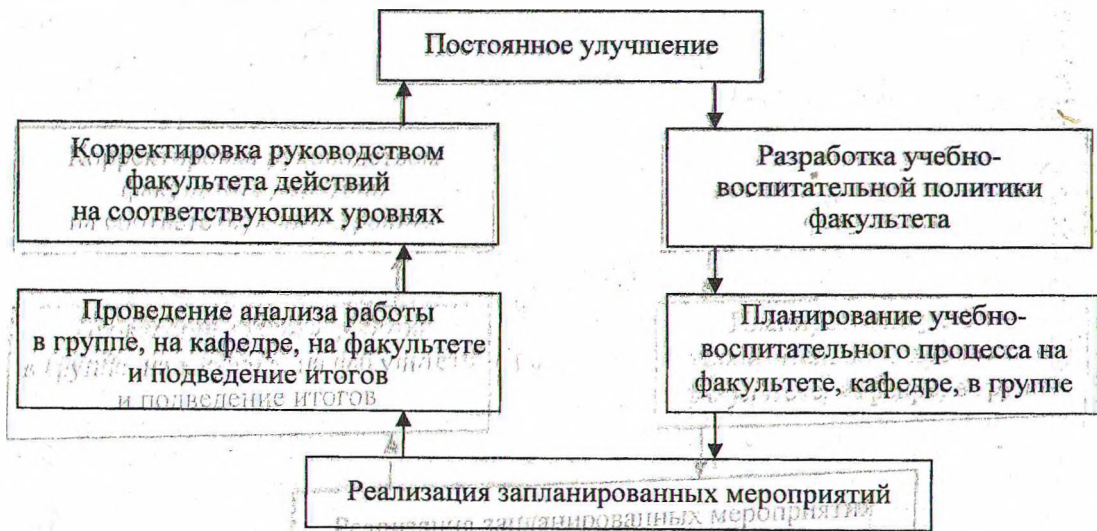 Постоянное улучшение
Корректировка руководством
факультета действий
на соответствующих уровнях
Разработка учебно-
воспитательной политики
факультета
Проведение анализа работы
в группе, на кафедре, на факультете
и подведение итогов
Планирование учебно-
воспитательного процесса на
факультете, кафедре, в группе
Реализация запланированных мероприятий